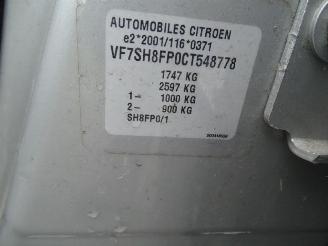 AUTOMOBILES CITROEN
e2*2001/116*0371
VF7SH8FP0CT548778
1747 KG
2597 KG
1- 1000 KG
2- 900 KG
SH8FP0/1